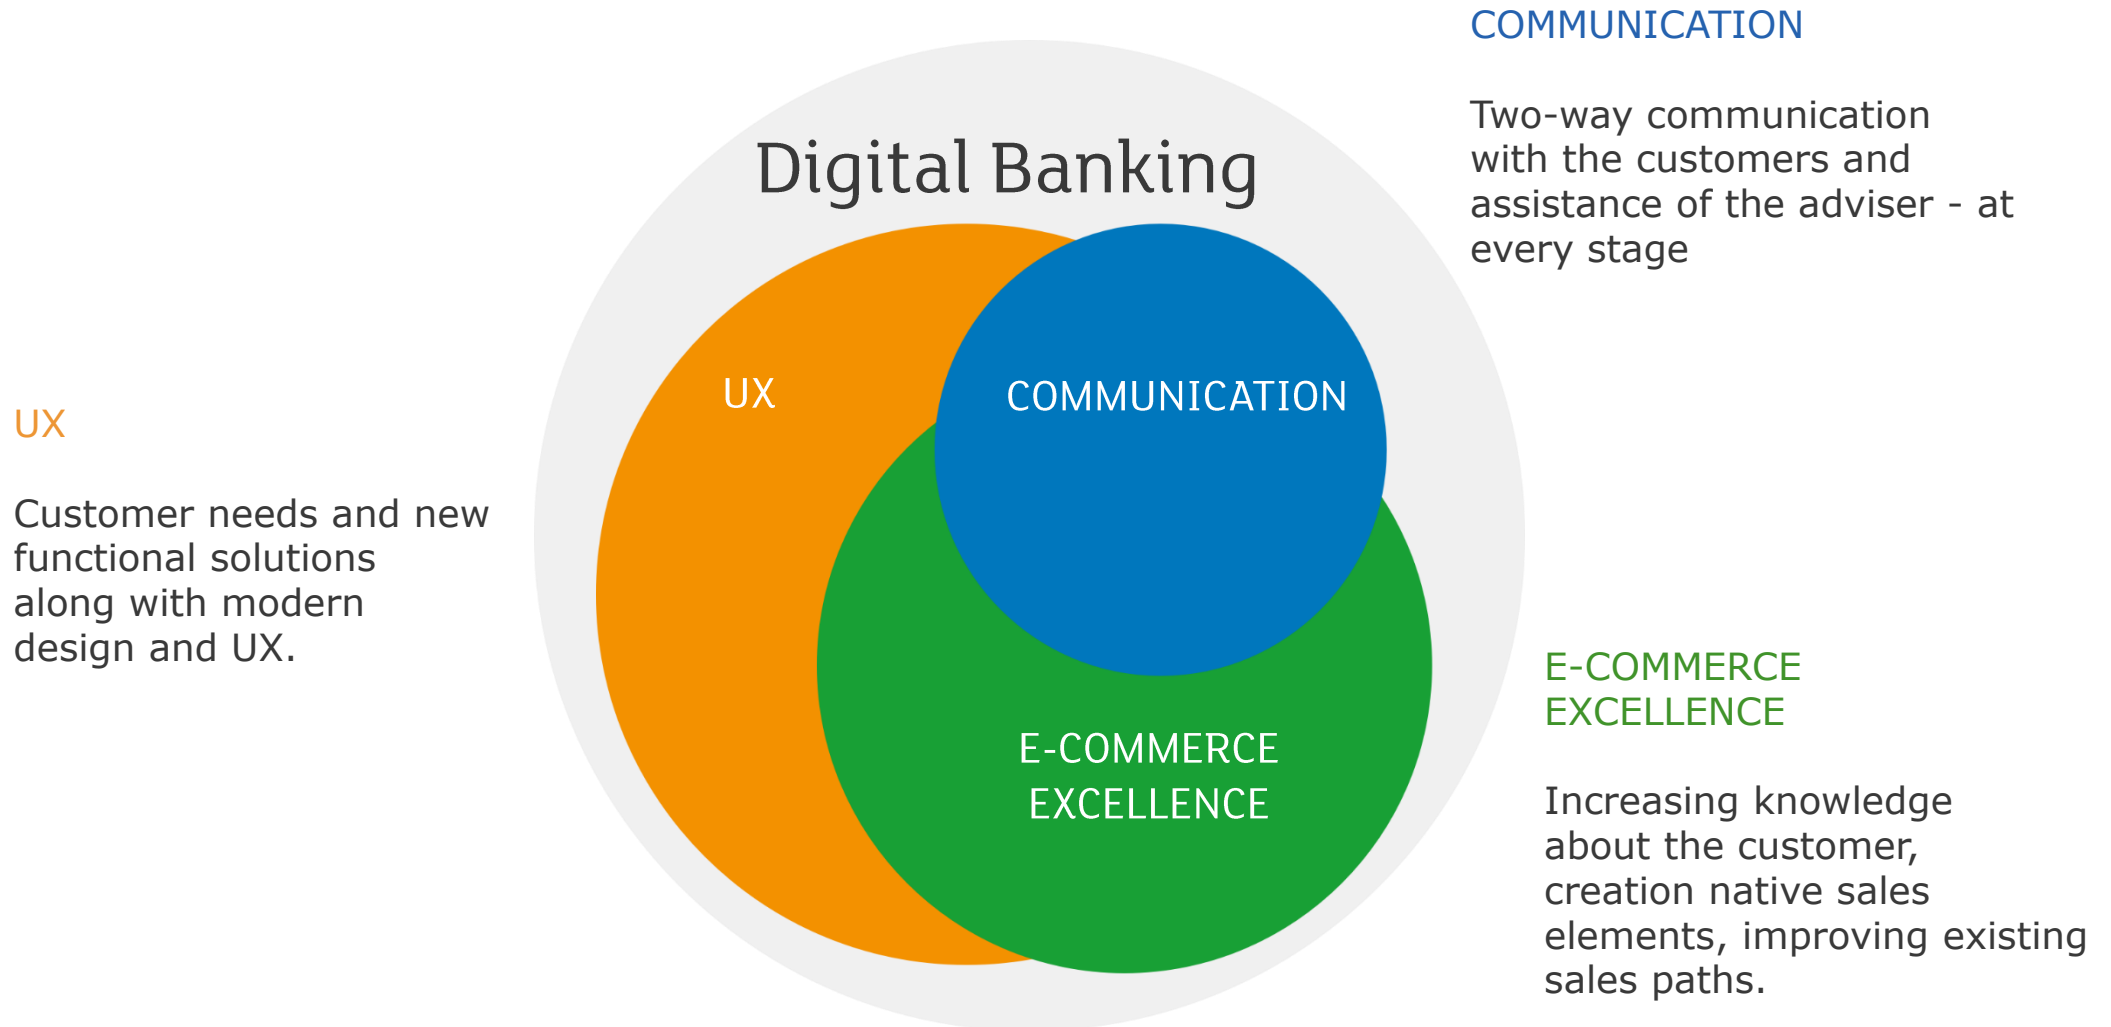 COMMUNICATION
Two-way communication
with the customers and
assistance of the adviser - at
every stage
Digital Banking
UX
COMMUNICATION
E-COMMERCE
EXCELLENCE
UX
Customer needs and new
functional solutions
along with modern
design and UX.
E-COMMERCE
EXCELLENCE
Increasing knowledge
about the customer,
creation native sales
elements, improving existing
sales paths.